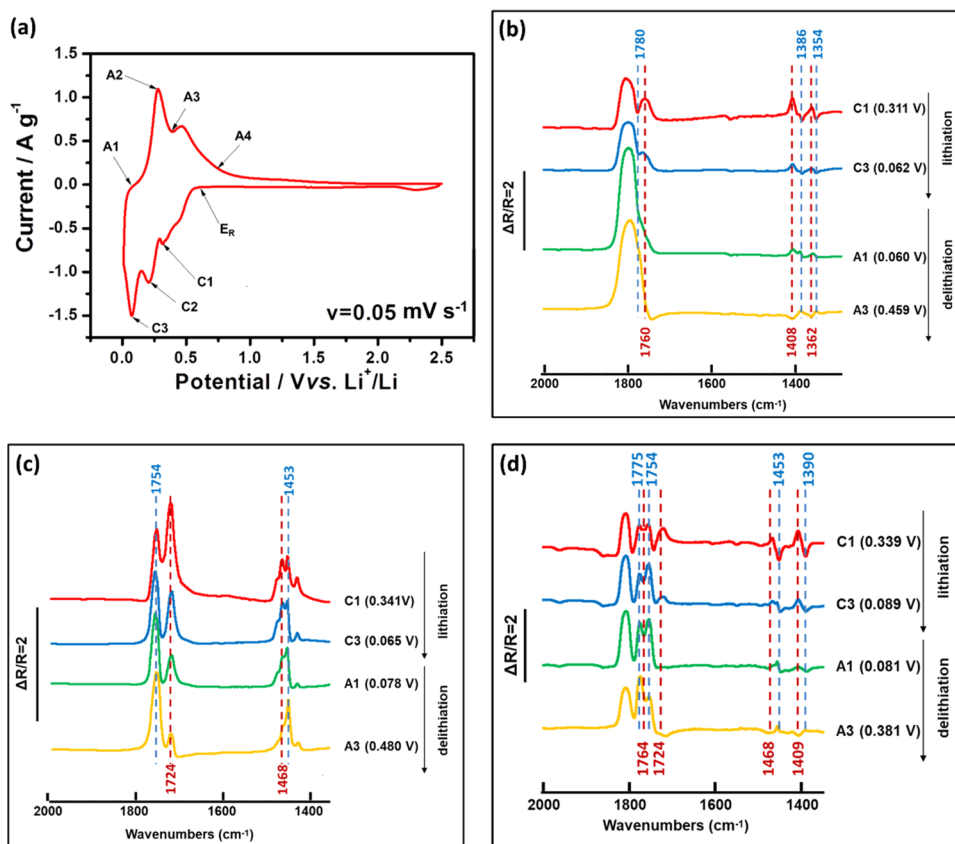 (a)
Current / A g⁻¹
1.5
1.0
0.5
0.0
-0.5
-1.0
-1.5
A2
A3
A4
A1
E_R
C1
C2
C3
ν=0.05 mV s⁻¹
0.0 0.5 1.0 1.5 2.0 2.5
Potential / Vvs. Li⁺/Li
(b)
1780
1386
1354
C1 (0.311 V)
C3 (0.062 V)
A1 (0.060 V)
A3 (0.459 V)
lithiation
delithiation
ΔR/R=2
1760
1408
1362
2000 1800 1600 1400
Wavenumbers (cm⁻¹)
(c)
1754
1453
C1 (0.341V)
C3 (0.065 V)
A1 (0.078 V)
A3 (0.480 V)
lithiation
delithiation
ΔR/R=2
1724
1468
2000 1800 1600 1400
Wavenumbers (cm⁻¹)
(d)
1775
1754
1453
1390
C1 (0.339 V)
C3 (0.089 V)
A1 (0.081 V)
A3 (0.381 V)
lithiation
delithiation
ΔR/R=2
1764
1724
1468
1409
2000 1800 1600 1400
Wavenumbers (cm⁻¹)